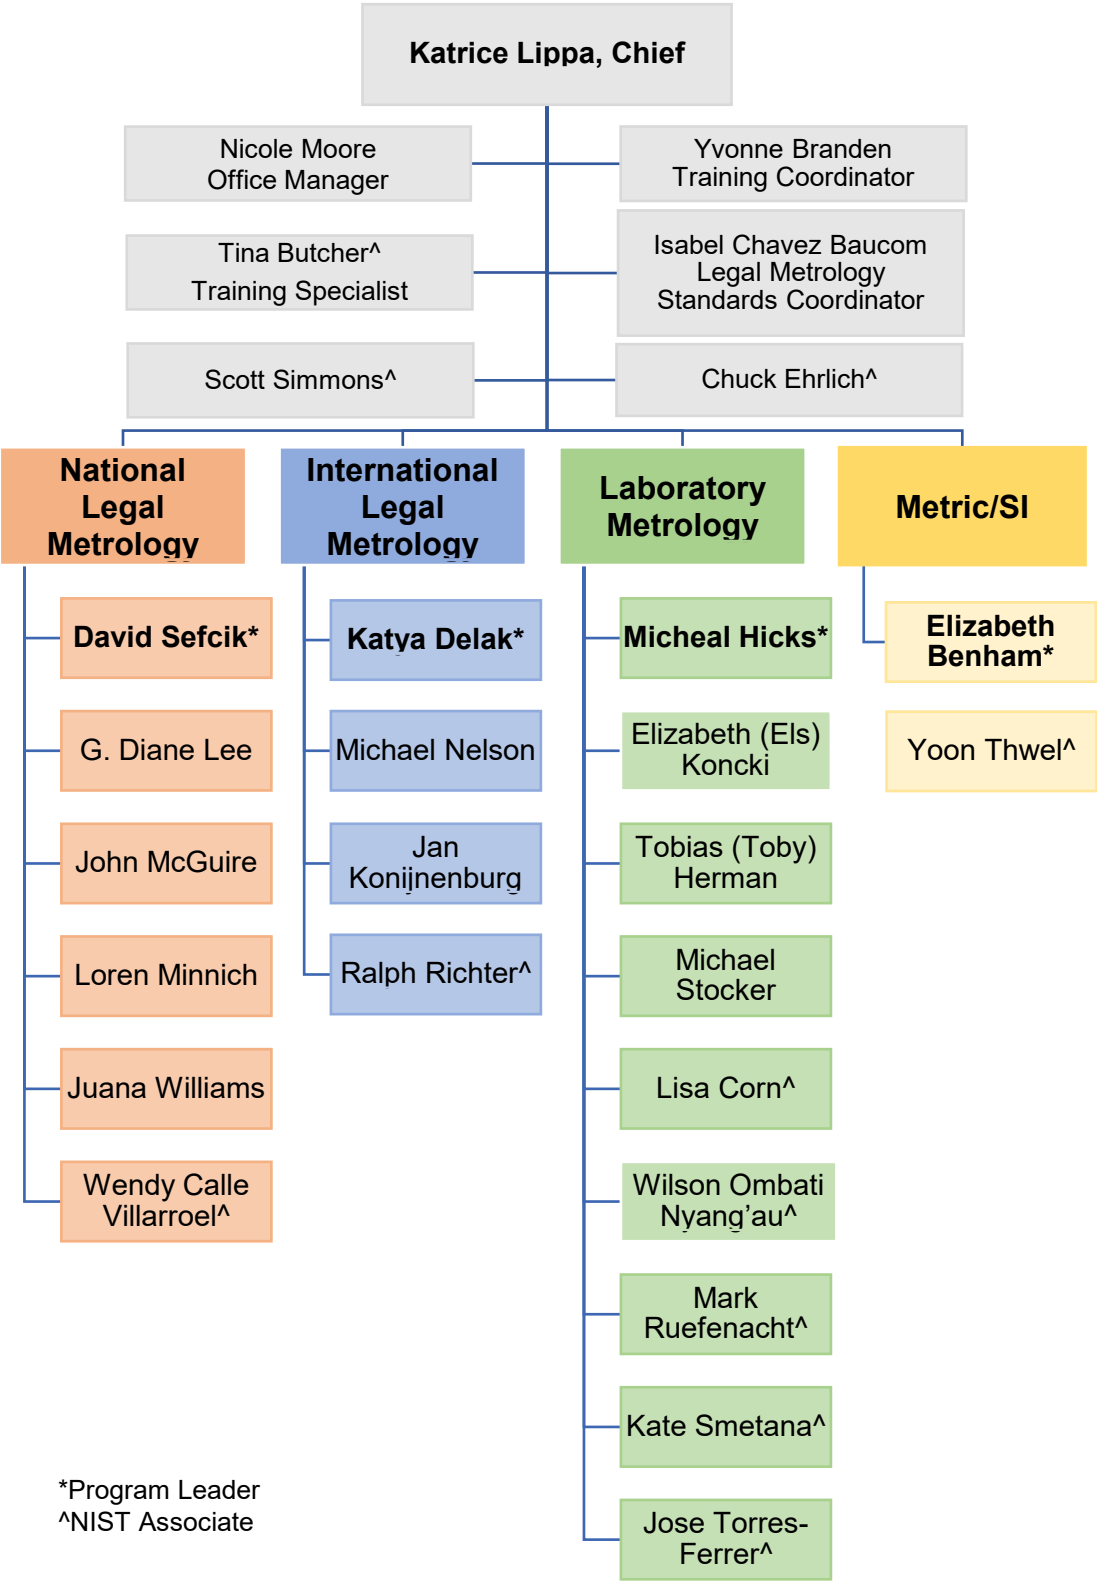 Katrice Lippa, Chief
Nicole Moore
Office Manager
Yvonne Branden
Training Coordinator
Tina Butcher^
Training Specialist
Isabel Chavez Baucom
Legal Metrology
Standards Coordinator
Scott Simmons^
Chuck Ehrlich^
National
Legal
Metrology
International
Legal
Metrology
Laboratory
Metrology
Metric/SI
David Sefcik*
G. Diane Lee
John McGuire
Loren Minnich
Juana Williams
Wendy Calle
Villarroel^
Katya Delak*
Michael Nelson
Jan
Konijnenburg
Ralph Richter^
Micheal Hicks*
Elizabeth (Els)
Koncki
Tobias (Toby)
Herman
Michael
Stocker
Lisa Corn^
Wilson Ombati
Nyang’au^
Mark
Ruefenacht^
Kate Smetana^
Jose Torres-
Ferrer^
Elizabeth
Benham*
Yoon Thwel^
*Program Leader
^NIST Associate